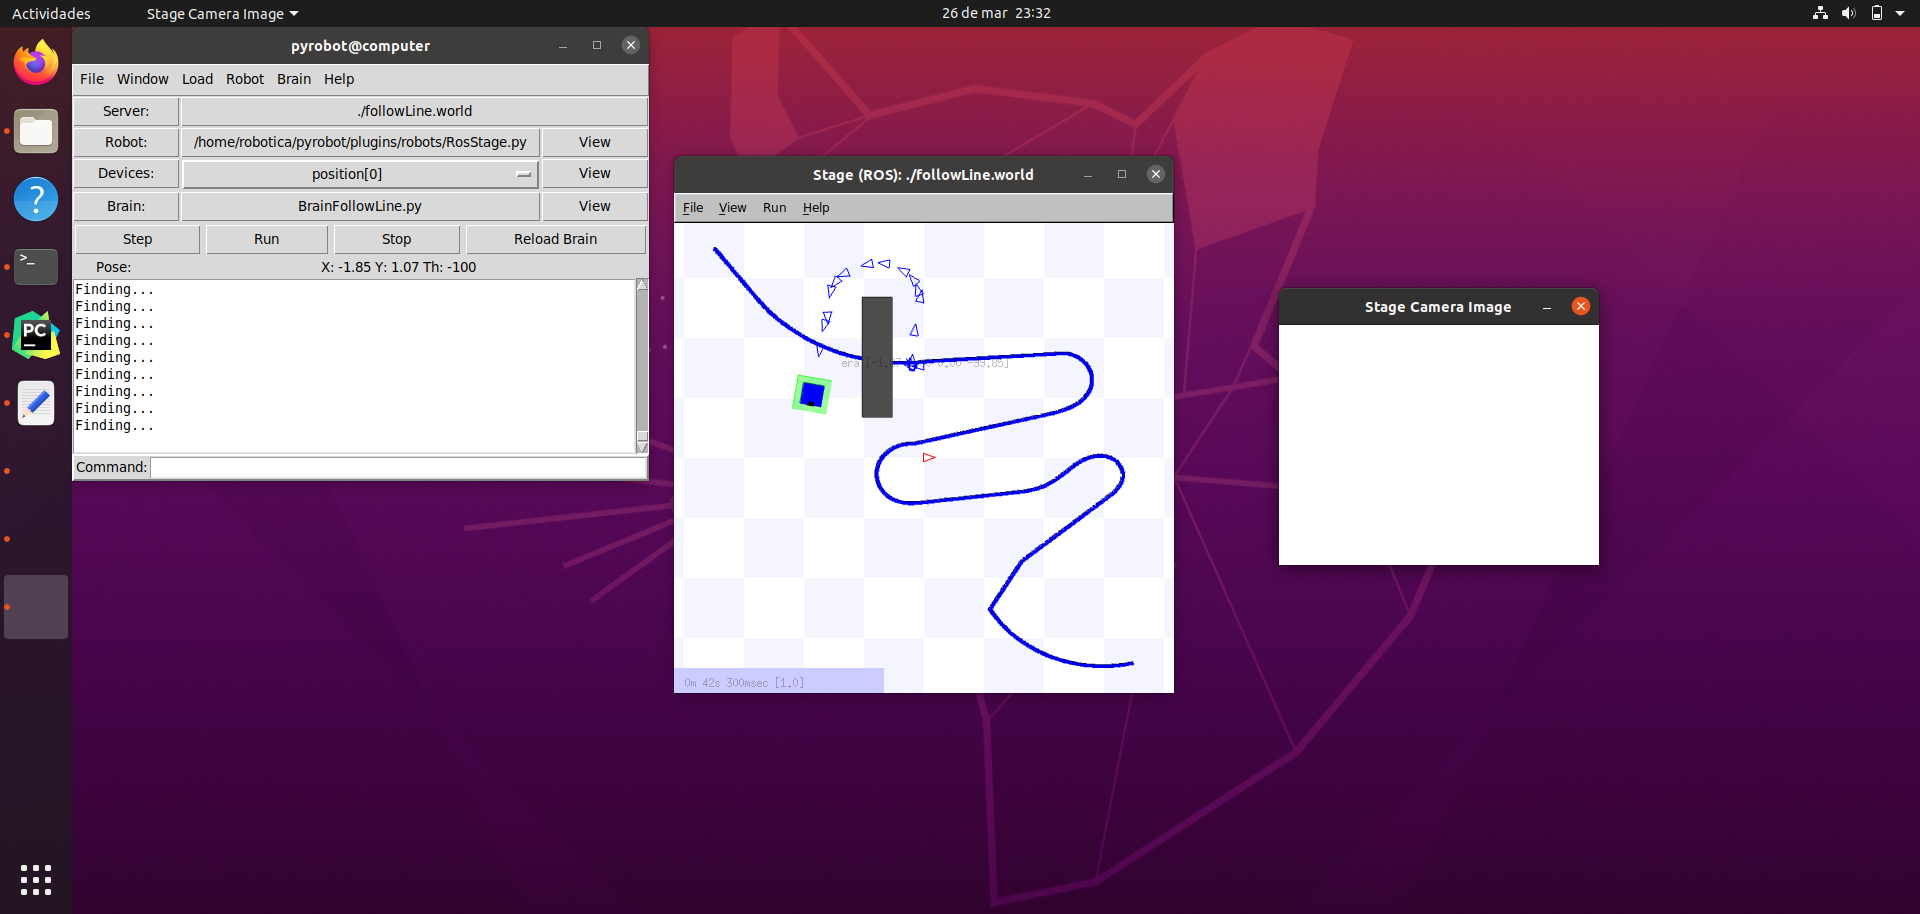 Actividades
Stage Camera Image
26 de mar 23:32
pyrobot@computer
File Window Load Robot Brain Help
Server: ./followLine.world
Robot: /home/robotica/pyrobot/plugins/robots/RosStage.py View
Devices: position[0] View
Brain: BrainFollowLine.py View
Step Run Stop Reload Brain
Pose: X: -1.85 Y: 1.07 Th: -100
Finding...
Finding...
Finding...
Finding...
Finding...
Finding...
Finding...
Finding...
Finding...
Command:
PC
Stage (ROS): ./followLine.world
File View Run Help
0m 42s 300msec [1.0]
Stage Camera Image